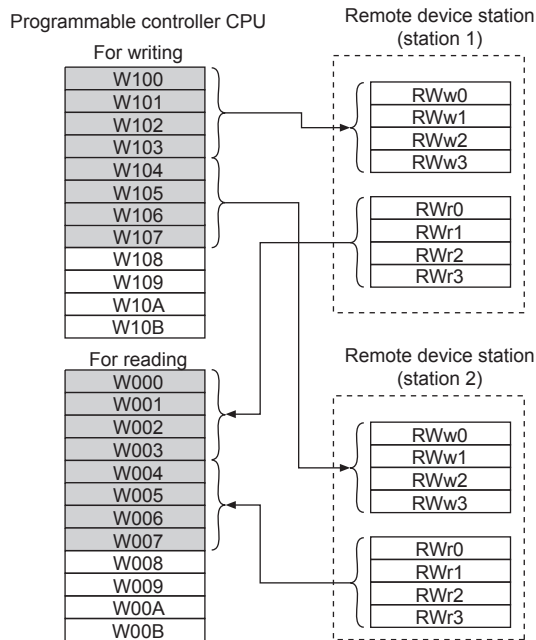 Programmable controller CPU
For writing
W100
W101
W102
W103
W104
W105
W106
W107
W108
W109
W10A
W10B
For reading
W000
W001
W002
W003
W004
W005
W006
W007
W008
W009
W00A
W00B
Remote device station
(station 1)
RWw0
RWw1
RWw2
RWw3
RWr0
RWr1
RWr2
RWr3
Remote device station
(station 2)
RWw0
RWw1
RWw2
RWw3
RWr0
RWr1
RWr2
RWr3